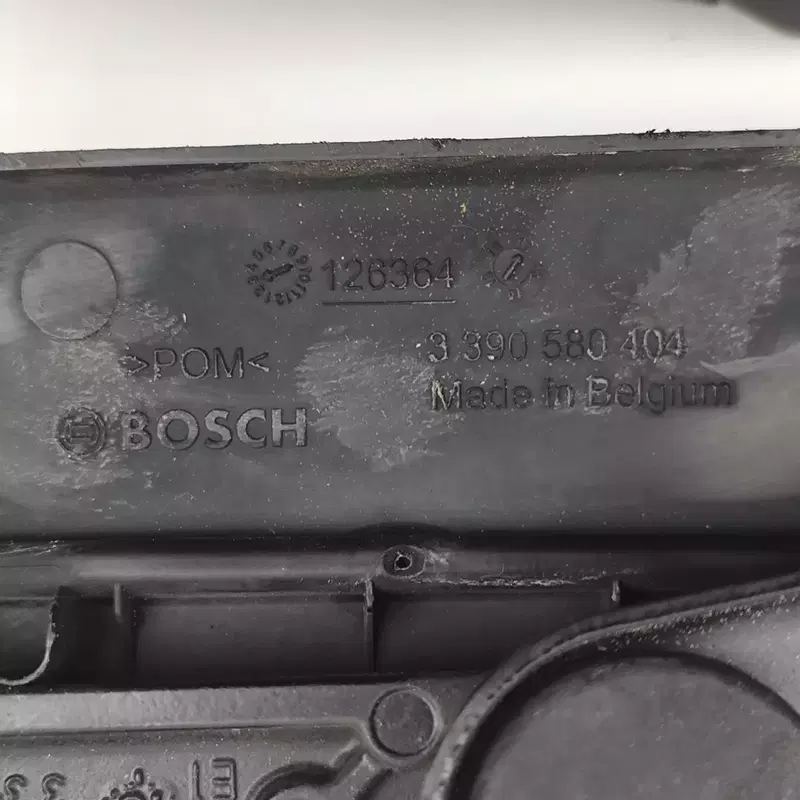 126364
3 390 580 404
>POM<
Made in Belgium
BOSCH